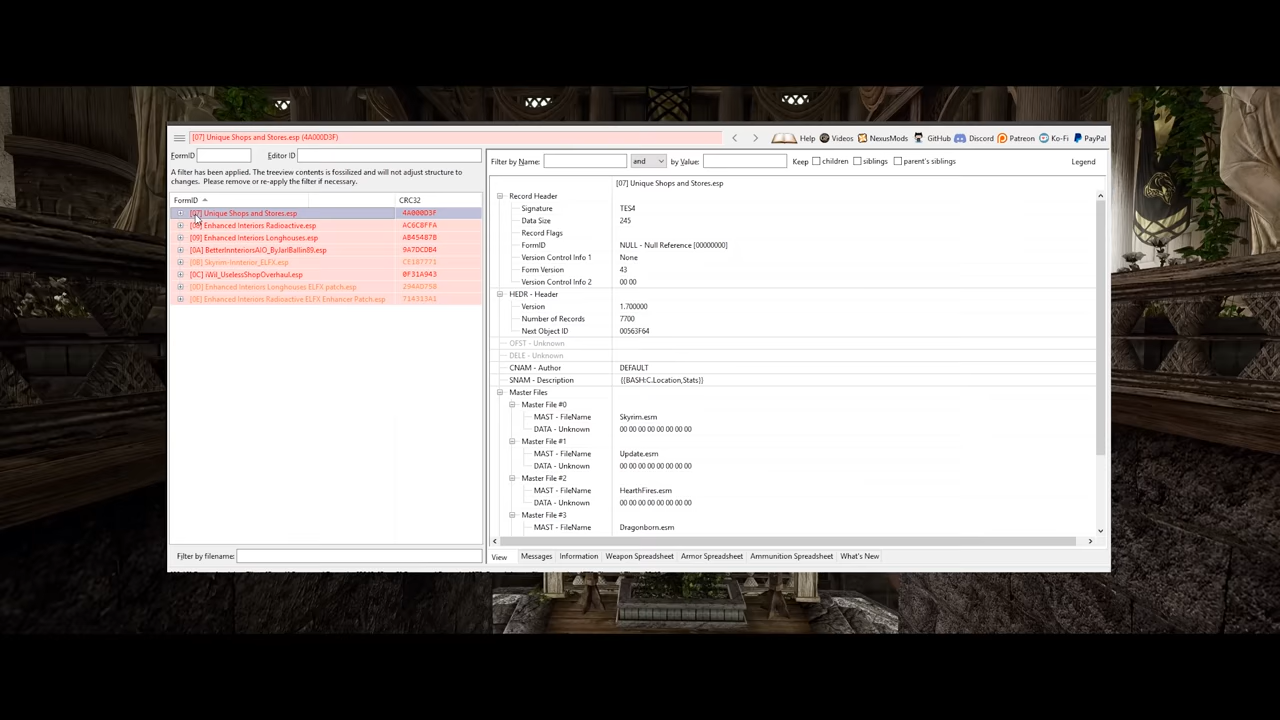 [07] Unique Shops and Stores.esp (4A000D3F)
Help Videos NexusMods GitHub Discord Patreon Ko-Fi PayPal
FormID Editor ID
A filter has been applied. The treeview contents is fossilized and will not adjust structure to
changes. Please remove or re-apply the filter if necessary.
FormID CRC32
[07] Unique Shops and Stores.esp 4A000D3F
Enhanced Interiors Radioactive.esp AC6CBFFA
[09] Enhanced Interiors Longhouses.esp AB45487B
[0A] BetterInnteriorsAIO_ByJarlBallin89.esp 9A7DCDB4
[0B] Skyrim-Innterior_ELFX.esp CE187771
[0C] iWil_UselessShopOverhaul.esp 0F31A943
[0D] Enhanced Interiors Longhouses ELFX patch.esp 294AD75B
[0E] Enhanced Interiors Radioactive ELFX Enhancer Patch.esp 714313A1
Filter by filename:
Filter by Name: and by Value: Keep children siblings parent's siblings Legend
[07] Unique Shops and Stores.esp
Record Header
Signature TES4
Data Size 245
Record Flags
FormID NULL - Null Reference [00000000]
Version Control Info 1 None
Form Version 43
Version Control Info 2 00 00
HEDR - Header
Version 1.700000
Number of Records 7700
Next Object ID 00563F64
OFST - Unknown
DELE - Unknown
CNAM - Author DEFAULT
SNAM - Description {{BASH:C.Location,Stats}}
Master Files
Master File #0
MAST - FileName Skyrim.esm
DATA - Unknown 00 00 00 00 00 00 00 00
Master File #1
MAST - FileName Update.esm
DATA - Unknown 00 00 00 00 00 00 00 00
Master File #2
MAST - FileName HearthFires.esm
DATA - Unknown 00 00 00 00 00 00 00 00
Master File #3
MAST - FileName Dragonborn.esm
View Messages Information Weapon Spreadsheet Armor Spreadsheet Ammunition Spreadsheet What's New